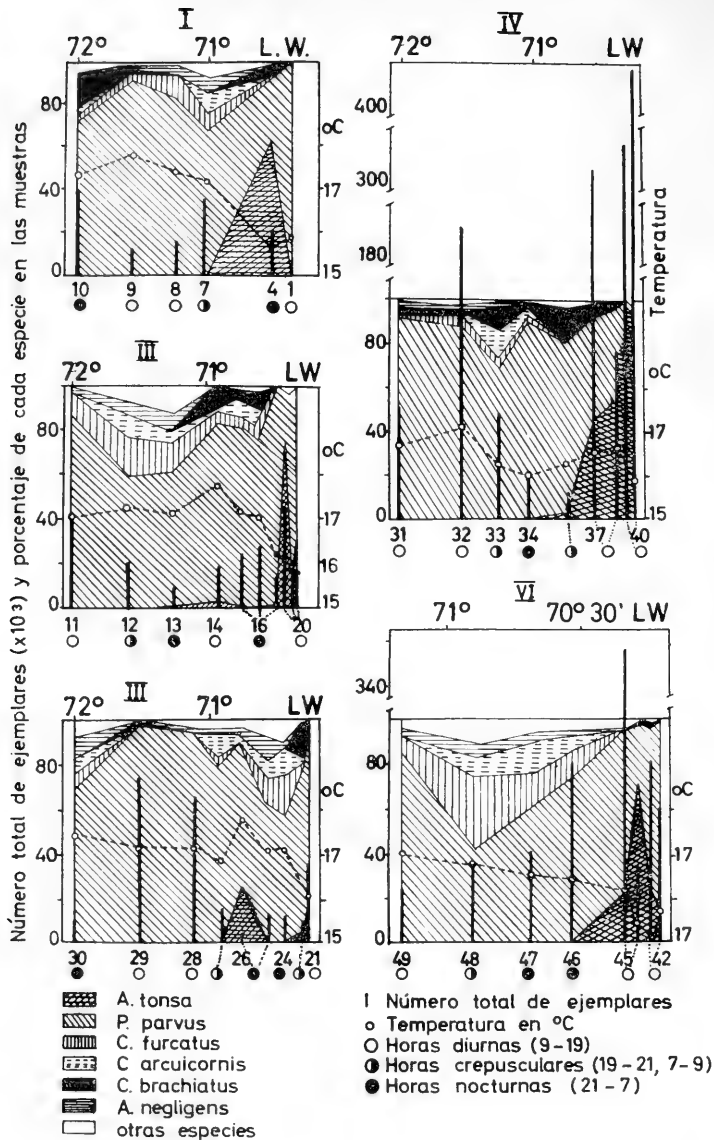 Número total de ejemplares (x10³) y porcentaje de cada especie en las muestras
I
72° 71° L. W.
80
40
0
°C
17
15
10 9 8 7 4 1
III
72° 71° LW
80
40
0
°C
17
16
15
11 12 13 14 16 20
III
72° 71° LW
80
40
0
°C
17
15
30 29 28 26 24 21
IV
72° 71° LW
400
300
180
80
40
0
Temperatura
°C
17
15
31 32 33 34 37 40
VI
71° 70° 30' LW
340
80
40
0
°C
17
17
49 48 47 46 45 42
A. tonsa
P. parvus
C. furcatus
C arcuicornis
C. brachiatus
A. negligens
otras especies
I Número total de ejemplares
o Temperatura en °C
Horas diurnas (9-19)
Horas crepusculares (19-21, 7-9)
Horas nocturnas (21-7)